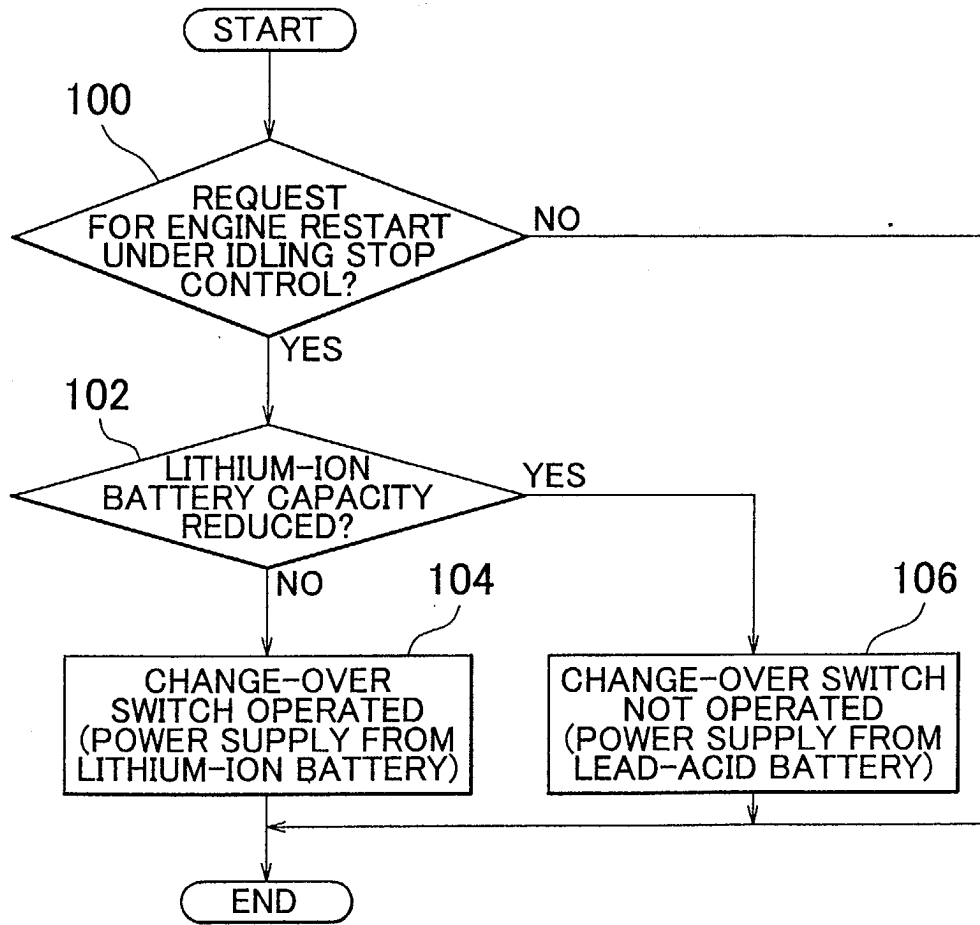 START
100
REQUEST
FOR ENGINE RESTART
UNDER IDLING STOP
CONTROL?
NO
YES
102
LITHIUM-ION
BATTERY CAPACITY
REDUCED?
YES
NO
104
CHANGE-OVER
SWITCH OPERATED
(POWER SUPPLY FROM
LITHIUM-ION BATTERY)
106
CHANGE-OVER SWITCH
NOT OPERATED
(POWER SUPPLY FROM
LEAD-ACID BATTERY)
END